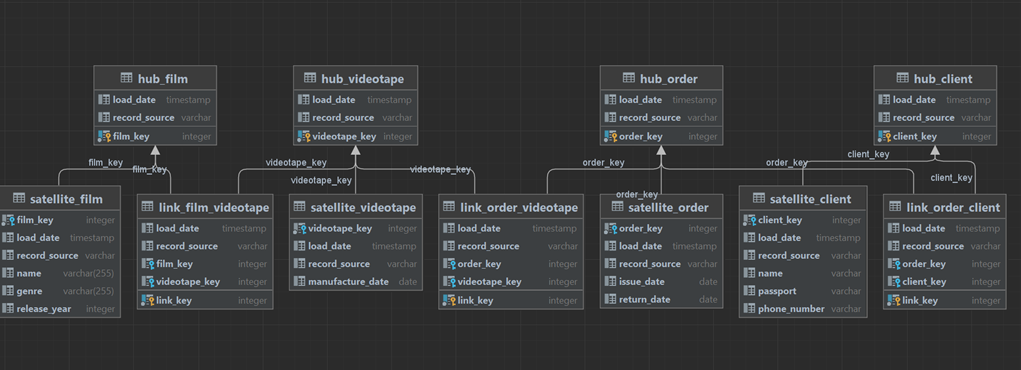 hub_film
load_date timestamp
record_source varchar
film_key integer
hub_videotape
load_date timestamp
record_source varchar
videotape_key integer
hub_order
load_date timestamp
record_source varchar
order_key integer
hub_client
load_date timestamp
record_source varchar
client_key integer
film_key
film_key
videotape_key
videotape_key
videotape_key
order_key
order_key
order_key
client_key
client_key
satellite_film
film_key integer
load_date timestamp
record_source varchar
name varchar(255)
genre varchar(255)
release_year integer
link_film_videotape
load_date timestamp
record_source varchar
film_key integer
videotape_key integer
link_key integer
satellite_videotape
videotape_key integer
load_date timestamp
record_source varchar
manufacture_date date
link_order_videotape
load_date timestamp
record_source varchar
order_key integer
videotape_key integer
link_key integer
satellite_order
order_key integer
load_date timestamp
record_source varchar
issue_date date
return_date date
satellite_client
client_key integer
load_date timestamp
record_source varchar
name varchar
passport varchar
phone_number varchar
link_order_client
load_date timestamp
record_source varchar
order_key integer
client_key integer
link_key integer